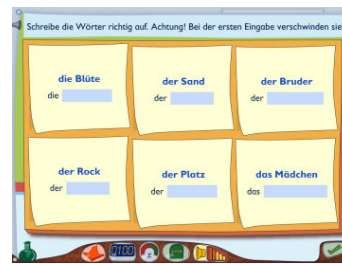 Schreibe die Wörter richtig auf. Achtung! Bei der ersten Eingabe verschwinden sie
die Blüte
die
der Sand
der
der Bruder
der
der Rock
der
der Platz
der
das Mädchen
das
0100